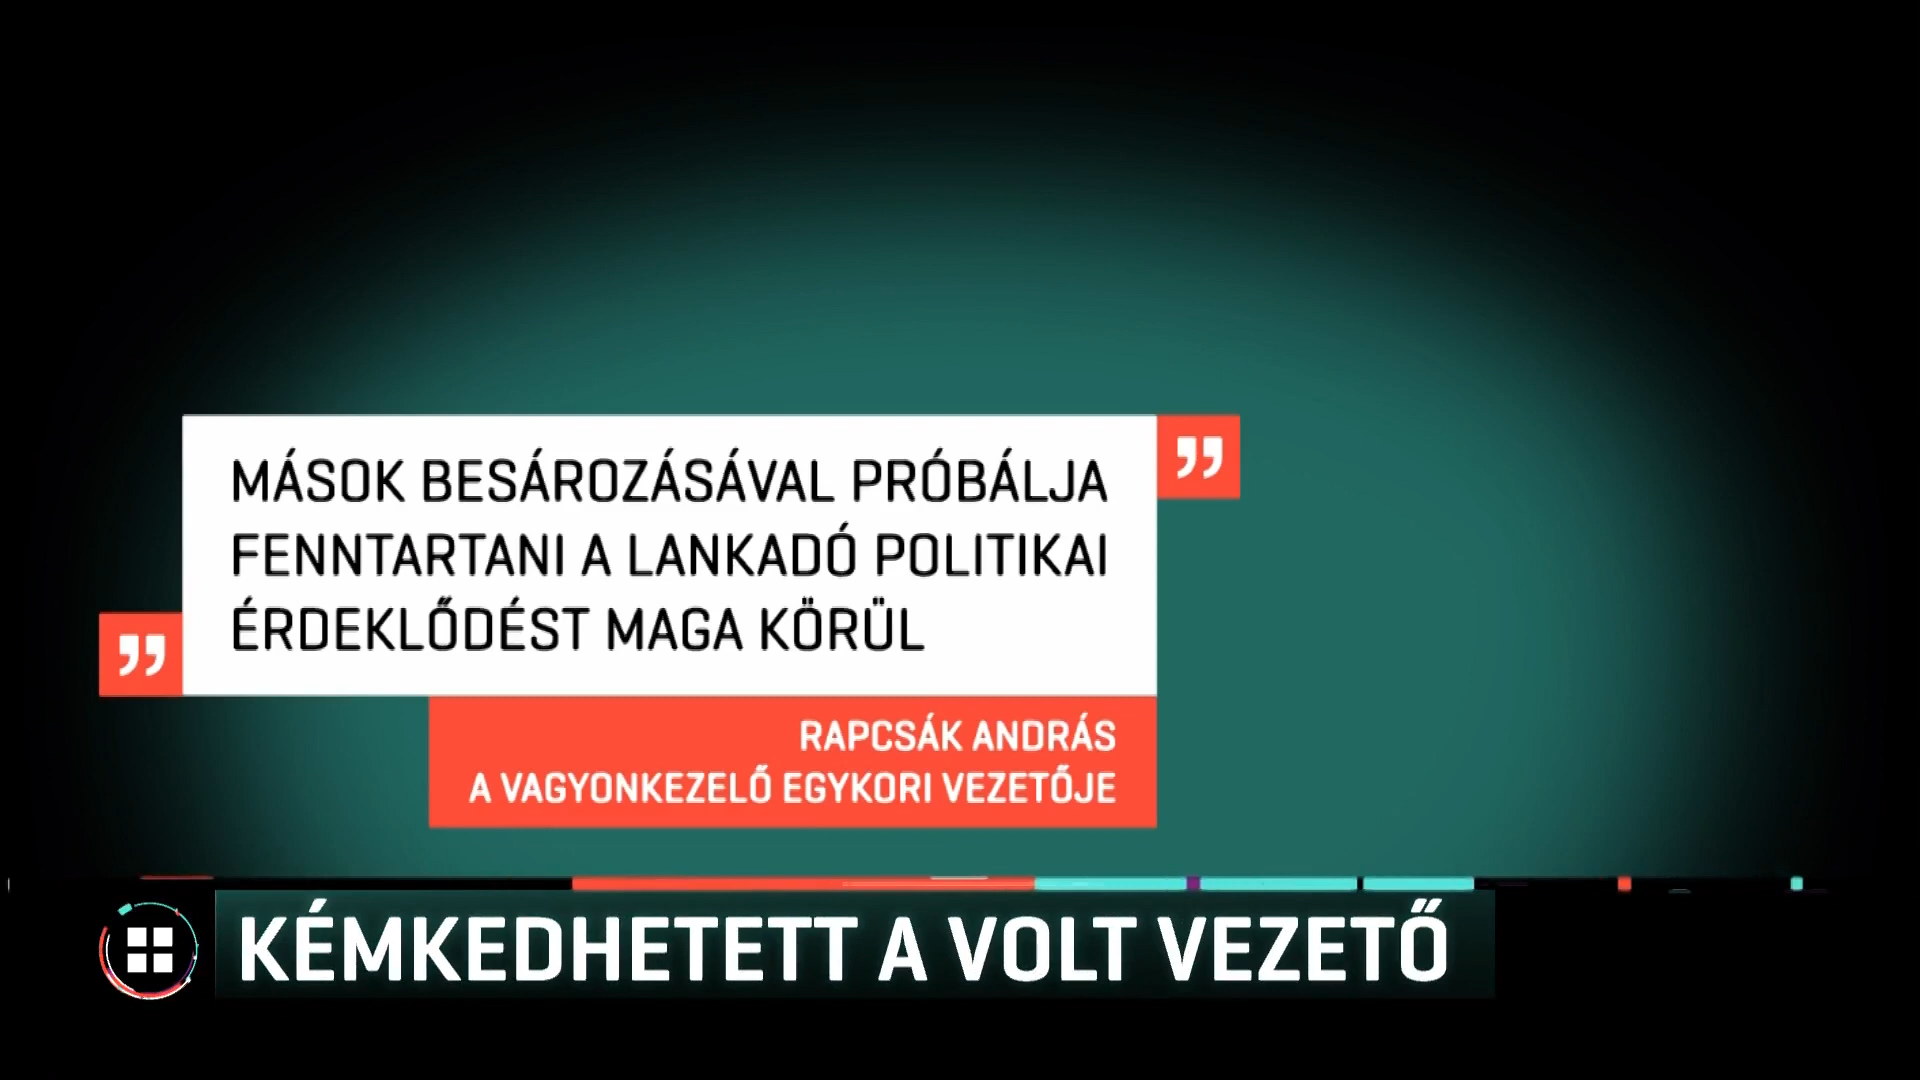 MÁSOK BESÁROZÁSÁVAL PRÓBÁLJA
FENNTARTANI A LANKADÓ POLITIKAI
ÉRDEKLŐDÉST MAGA KÖRÜL
RAPCSÁK ANDRÁS
A VAGYONKEZELŐ EGYKORI VEZETŐJE
KÉMKEDHETETT A VOLT VEZETŐ